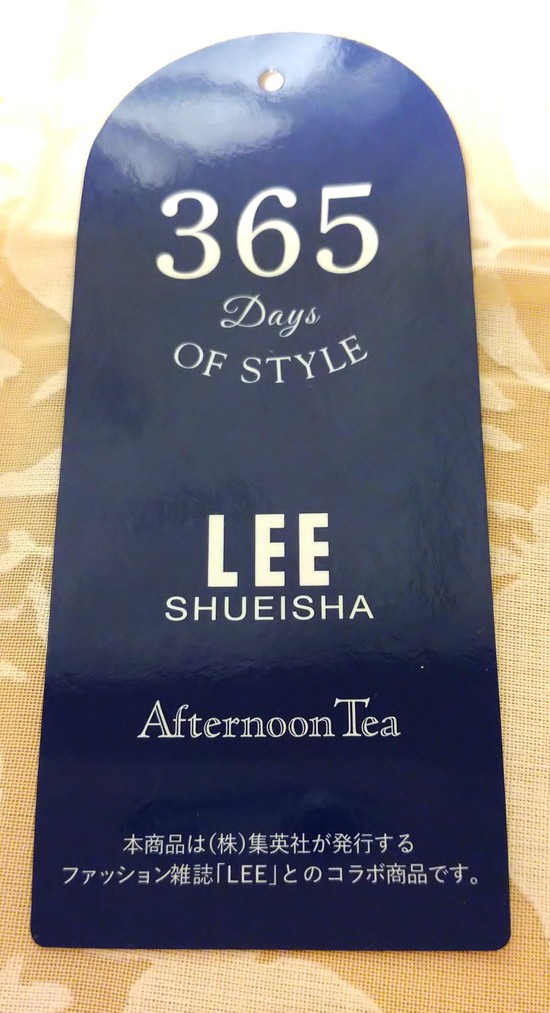 365
Days
OF STYLE
LEE
SHUEISHA
Afternoon Tea
本商品は(株)集英社が発行する
ファッション雑誌「LEE」とのコラボ商品です。